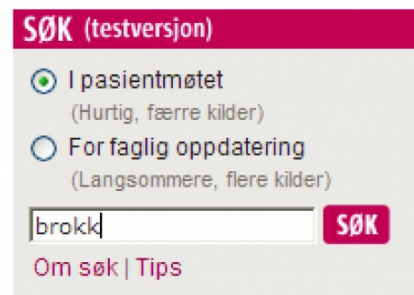 SØK (testversjon)
I pasientmøtet
(Hurtig, færre kilder)
For faglig oppdatering
(Langsommere, flere kilder)
brokk SØK
Om søk | Tips